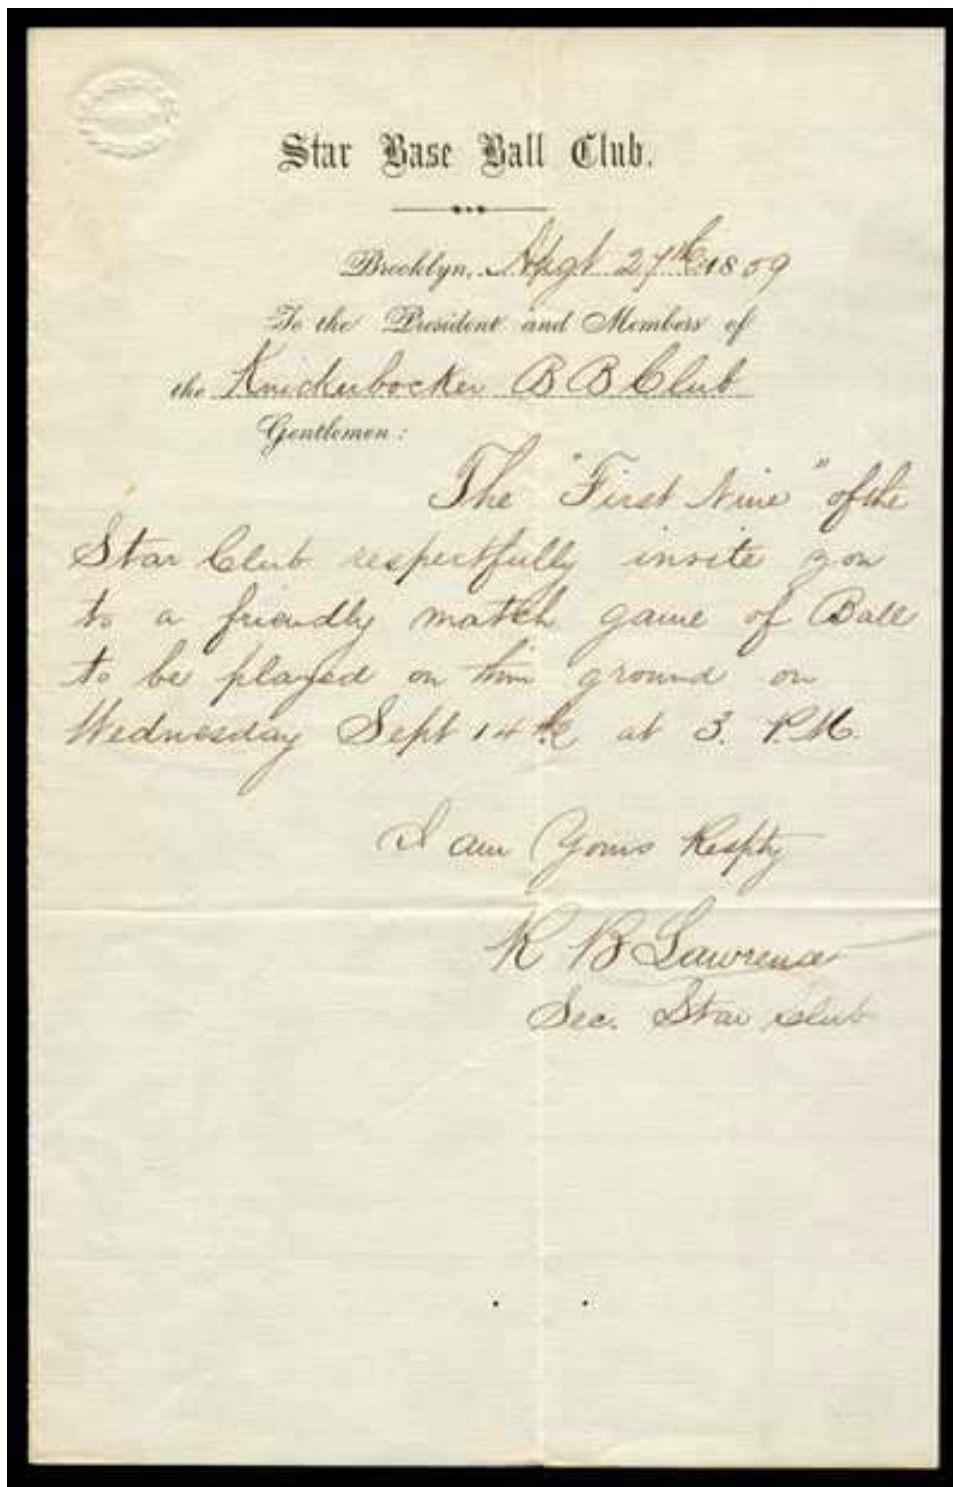 Star Base Ball Club.
Brooklyn, 27th 1859
To the President and Members of
the Knickerbocker B B Club
Gentlemen:
The "First Nine" of the
Star Club respectfully invite you
to a friendly match game of Ball
to be played on their ground on
Wednesday Sept 14th at 3. P.M.
I am Yours Respty
R B Lawrence
Sec. Star Club